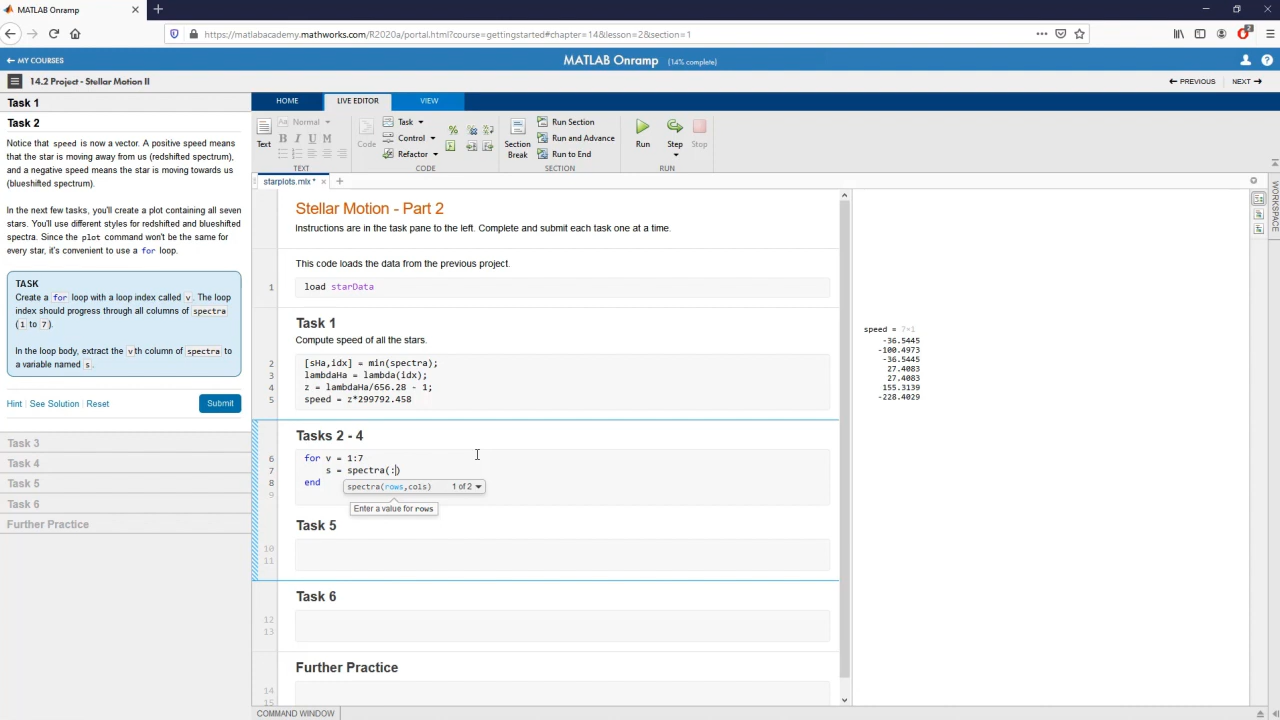 MATLAB Onramp
https://matlabacademy.mathworks.com/R2020a/portal.html?course=gettingstarted#chapter=14&lesson=2&section=1
2
MY COURSES
MATLAB Onramp (14% complete)
14.2 Project - Stellar Motion II
PREVIOUS
NEXT
Task 1
Task 2
Notice that speed is now a vector. A positive speed means
that the star is moving away from us (redshifted spectrum),
and a negative speed means the star is moving towards us
(blueshifted spectrum).
In the next few tasks, you'll create a plot containing all seven
stars. You'll use different styles for redshifted and blueshifted
spectra. Since the plot command won't be the same for
every star, it's convenient to use a for loop.
TASK
Create a for loop with a loop index called v. The loop
index should progress through all columns of spectra
(1 to 7).
In the loop body, extract the vth column of spectra to
a variable named s.
Hint See Solution Reset
Submit
Task 3
Task 4
Task 5
Task 6
Further Practice
HOME
LIVE EDITOR
VIEW
Text
Aa Normal
B I U M
TEXT
Code
Task
Control
Refactor
CODE
Section
Break
Run Section
Run and Advance
Run to End
SECTION
Run
Step
Stop
RUN
starplots.mlx *
Stellar Motion - Part 2
Instructions are in the task pane to the left. Complete and submit each task one at a time.
This code loads the data from the previous project.
1 load starData
Task 1
Compute speed of all the stars.
2 [sHa,idx] = min(spectra);
3 lambdaHa = lambda(idx);
4 z = lambdaHa/656.28 - 1;
5 speed = z*299792.458
Tasks 2 - 4
6 for v = 1:7
7 s = spectra(:)
8 end
spectra(rows,cols) 1 of 2
9
Enter a value for rows
Task 5
10
11
Task 6
12
13
Further Practice
14
15
speed = 7×1
-36.5445
-100.4973
-36.5445
27.4083
27.4083
155.3139
-228.4029
WORKSPACE
COMMAND WINDOW